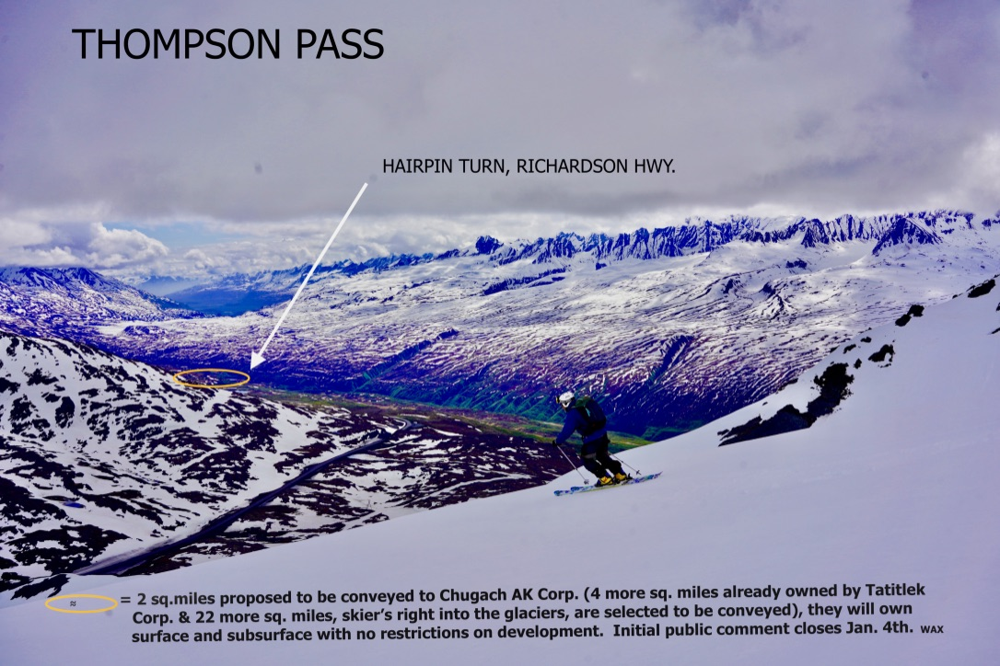 THOMPSON PASS
HAIRPIN TURN, RICHARDSON HWY.
≈ = 2 sq.miles proposed to be conveyed to Chugach AK Corp. (4 more sq. miles already owned by Tatitlek
Corp. & 22 more sq. miles, skier's right into the glaciers, are selected to be conveyed), they will own
surface and subsurface with no restrictions on development. Initial public comment closes Jan. 4th. WAX